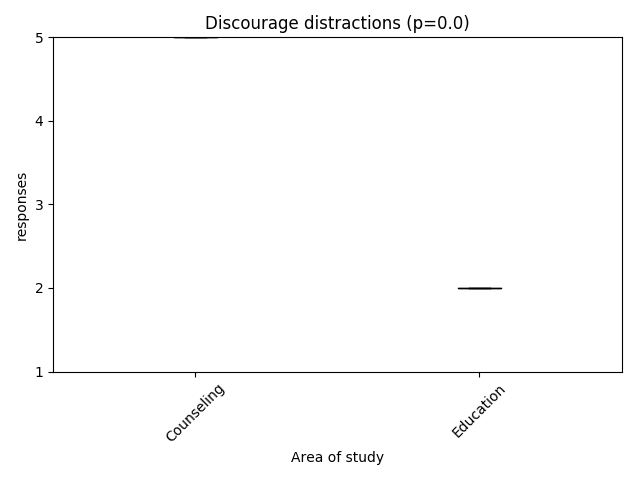 Discourage distractions (p=0.0)
5
4
3
2
1
responses
Counseling
Education
Area of study